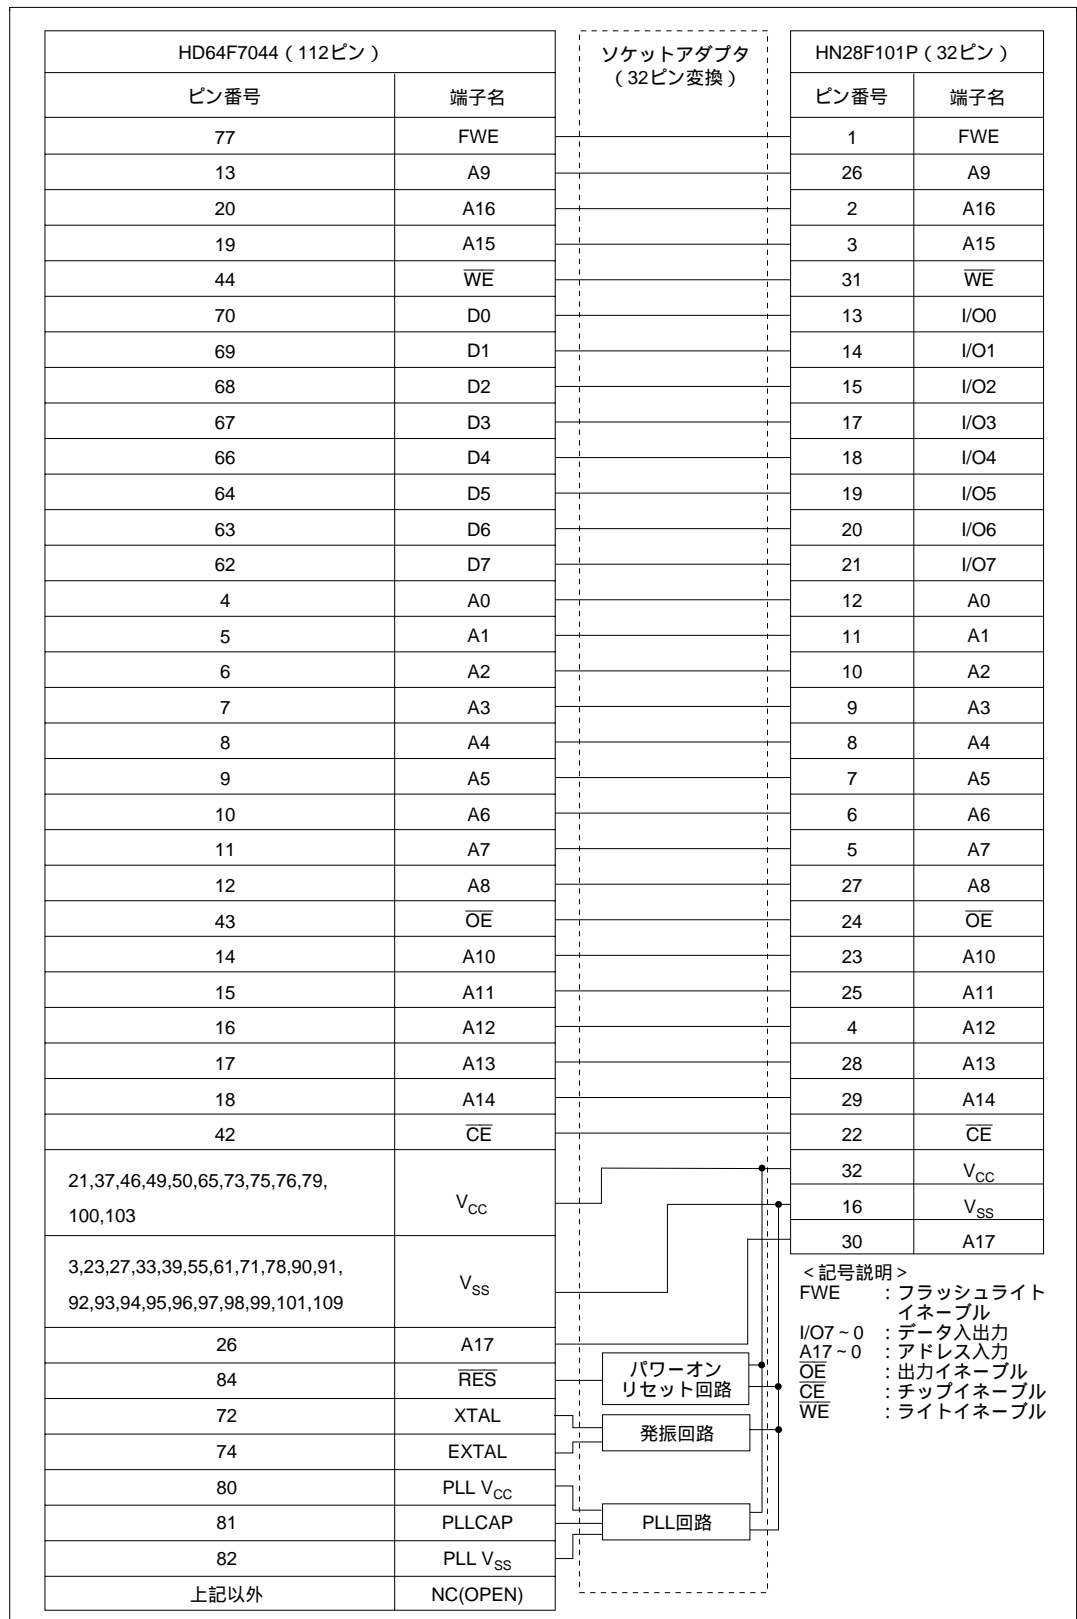 HD64F7044（112ピン） ソケットアダプタ HN28F101P（32ピン）
（32ピン変換）
ピン番号 端子名 ピン番号 端子名
77 FWE 1 FWE
13 A9 26 A9
20 A16 2 A16
19 A15 3 A15
44 W̅E̅ 31 W̅E̅
70 D0 13 I/O0
69 D1 14 I/O1
68 D2 15 I/O2
67 D3 17 I/O3
66 D4 18 I/O4
64 D5 19 I/O5
63 D6 20 I/O6
62 D7 21 I/O7
4 A0 12 A0
5 A1 11 A1
6 A2 10 A2
7 A3 9 A3
8 A4 8 A4
9 A5 7 A5
10 A6 6 A6
11 A7 5 A7
12 A8 27 A8
43 O̅E̅ 24 O̅E̅
14 A10 23 A10
15 A11 25 A11
16 A12 4 A12
17 A13 28 A13
18 A14 29 A14
42 C̅E̅ 22 C̅E̅
21,37,46,49,50,65,73,75,76,79,
100,103
VCC
32 VCC
16 VSS
30 A17
3,23,27,33,39,55,61,71,78,90,91,
92,93,94,95,96,97,98,99,101,109
VSS
26 A17
84 R̅E̅S̅
パワーオン
リセット回路
72 XTAL
74 EXTAL
発振回路
80 PLL VCC
81 PLLCAP
82 PLL VSS
PLL回路
上記以外 NC(OPEN)
＜記号説明＞
FWE ：フラッシュライト
イネーブル
I/O7～0 ：データ入出力
A17～0 ：アドレス入力
O̅E̅ ：出力イネーブル
C̅E̅ ：チップイネーブル
W̅E̅ ：ライトイネーブル